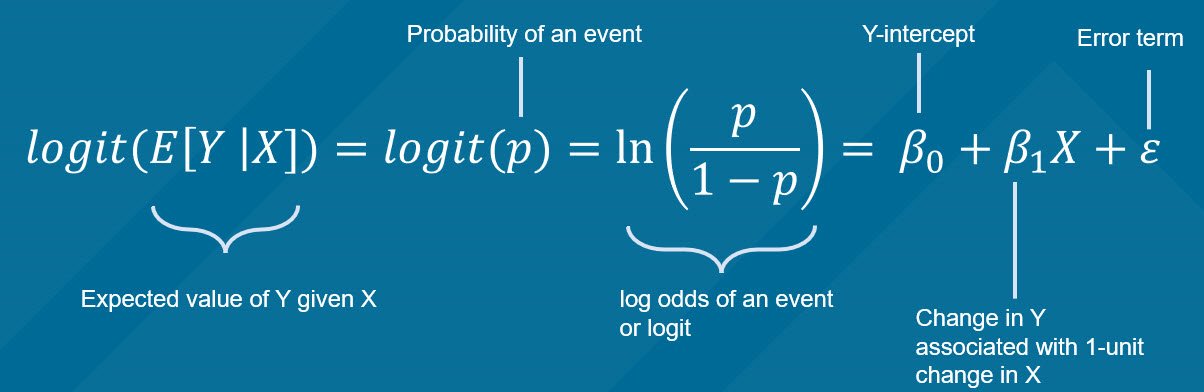 Probability of an event
Y-intercept
Error term
logit(E[Y |X]) = logit(p) = ln(p/(1 − p)) = β₀ + β₁X + ε
Expected value of Y given X
log odds of an event
or logit
Change in Y
associated with 1-unit
change in X